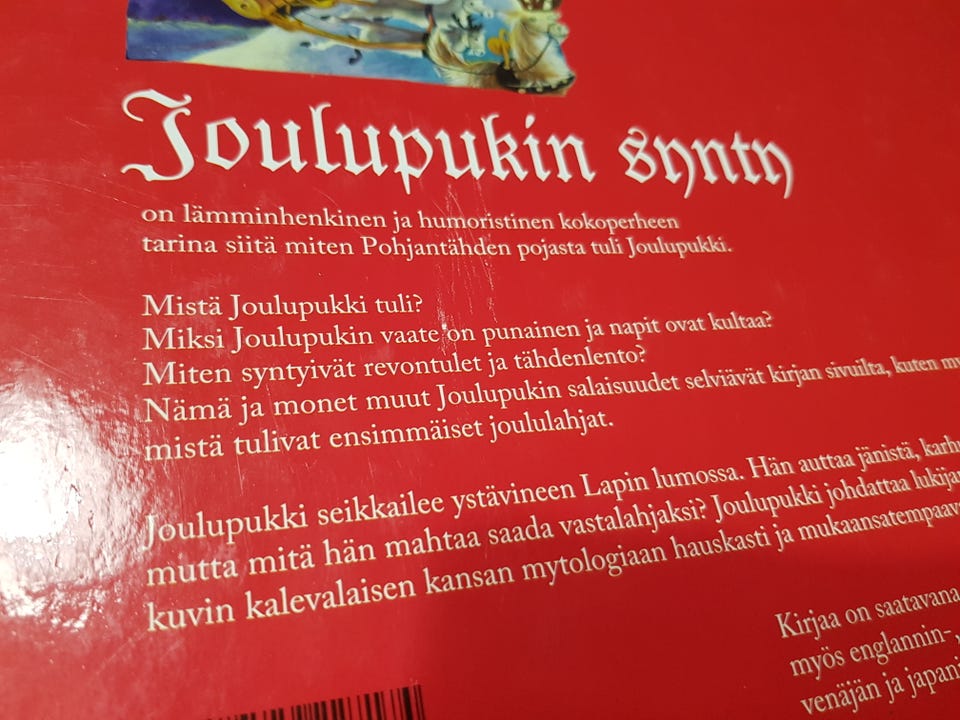 Joulupukin synty
on lämminhenkinen ja humoristinen kokoperheen
tarina siitä miten Pohjantähden pojasta tuli Joulupukki.
Mistä Joulupukki tuli?
Miksi Joulupukin vaate on punainen ja napit ovat kultaa?
Miten syntyivät revontulet ja tähdenlento?
Nämä ja monet muut Joulupukin salaisuudet selviävät kirjan sivuilta, kuten
mistä tulivat ensimmäiset joululahjat.
Joulupukki seikkailee ystävineen Lapin lumossa. Hän auttaa jänistä,
mutta mitä hän mahtaa saada vastalahjaksi? Joulupukki johdattaa
kuvin kalevalaisen kansan mytologiaan hauskasti ja
Kirjaa on saatavana
myös englannin-,
venäjän ja